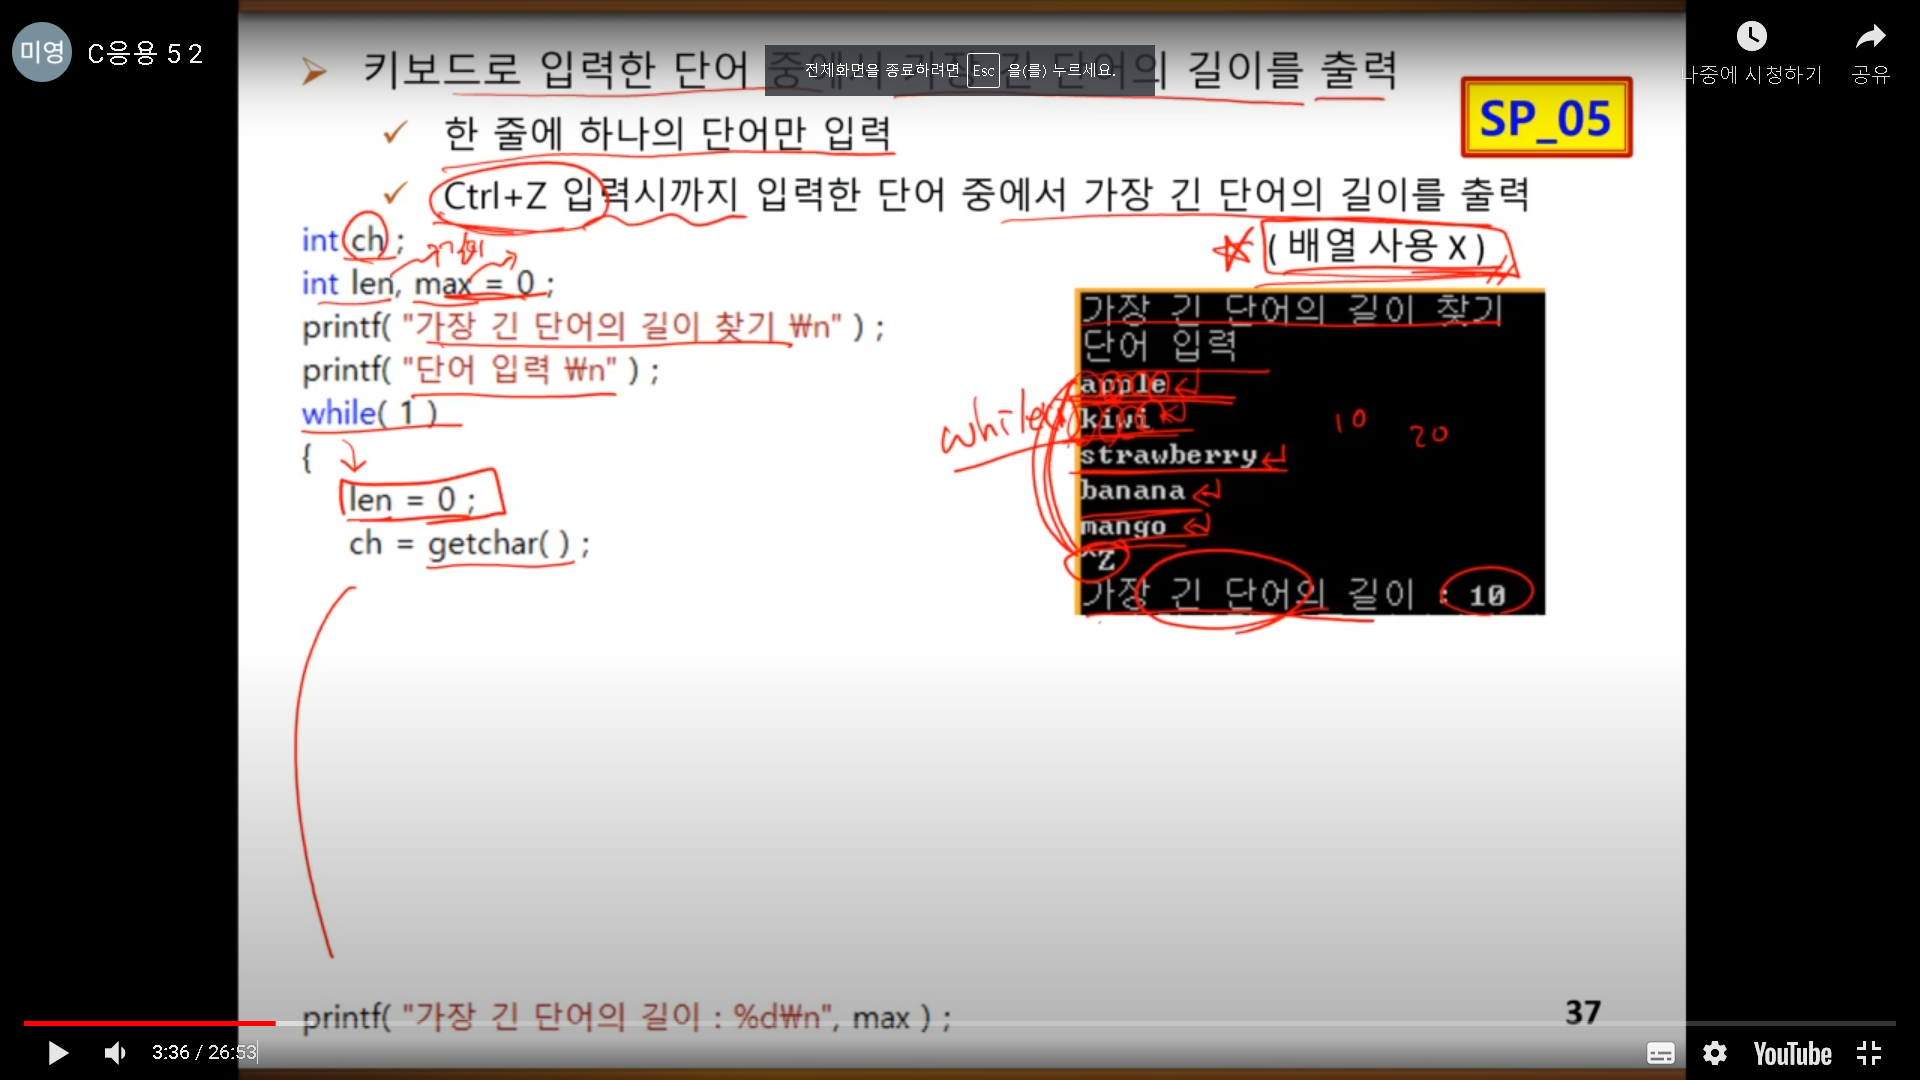 미영 C응용 5 2
나중에 시청하기
공유
키보드로 입력한 단어 중에서 가장 긴 단어의 길이를 출력
전체화면을 종료하려면 Esc 을(를) 누르세요.
SP_05
한 줄에 하나의 단어만 입력
Ctrl+Z 입력시까지 입력한 단어 중에서 가장 긴 단어의 길이를 출력
( 배열 사용 X )
int ch ;
int len, max = 0 ;
printf( "가장 긴 단어의 길이 찾기 ₩n" ) ;
printf( "단어 입력 ₩n" ) ;
while( 1 )
{
len = 0 ;
ch = getchar( ) ;
가장 긴 단어의 길이 찾기
단어 입력
apple
kiwi
strawberry
banana
mango
^Z
가장 긴 단어의 길이 : 10
while
10 20
printf( "가장 긴 단어의 길이 : %d₩n", max ) ;
37
3:36 / 26:53
YouTube